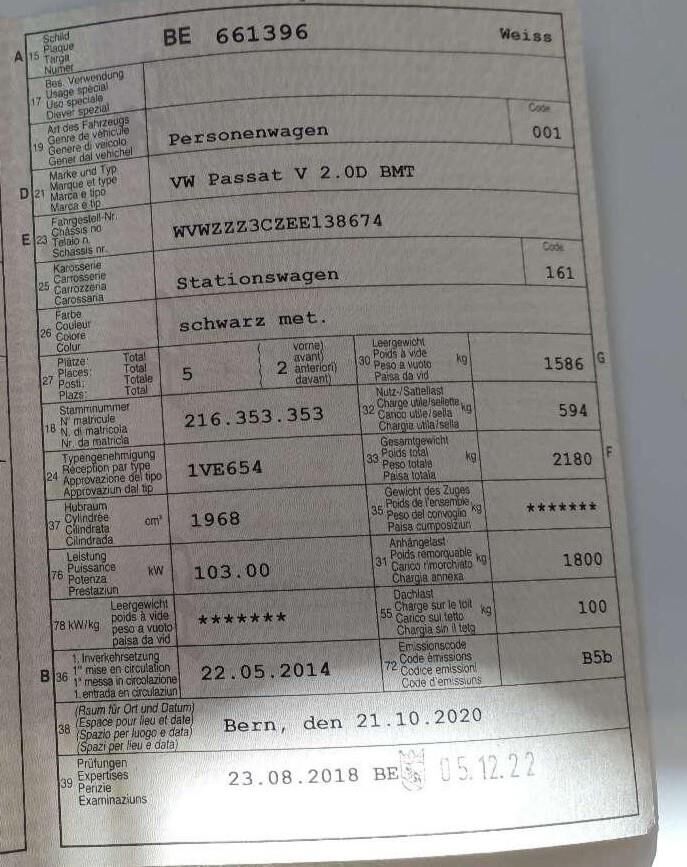 A 15 Schild BE 661396 Weiss
Plaque
Targa
Numer
17 Bes. Verwendung
Usage spécial
Uso speciale
Diever spezial
19 Art des Fahrzeugs Code
Genre de véhicule Personenwagen 001
Genere di veicolo
Gener dal vehichel
D 21 Marke und Typ
Marque et type VW Passat V 2.0D BMT
Marca e tipo
Marca e tip
E 23 Fahrgestell-Nr.
Châssis no WVWZZZ3CZEE138674
Telaio n.
Schassis nr.
25 Karosserie Code
Carrosserie Stationswagen 161
Carrozzeria
Carossaria
26 Farbe
Couleur schwarz met.
Colore
Colur
27 Plätze: Total 5 ( 2 vorne)
Places: Total avant)
Posti: Totale anteriori)
Plazs: Total davant)
30 Leergewicht kg 1586 G
Poids à vide
Peso a vuoto
Paisa da vid
18 Stammnummer 216.353.353
N° matricule
N. di matricola
Nr. da matricla
32 Nutz-/Sattellast kg 594
Charge utile/sellette
Carico utile/sella
Chargia utila/sella
24 Typengenehmigung 1VE654
Réception par type
Approvazione del tipo
Approvaziun dal tip
33 Gesamtgewicht kg 2180 F
Poids total
Peso totale
Paisa totala
37 Hubraum cm³ 1968
Cylindrée
Cilindrata
Cilindrada
35 Gewicht des Zuges kg *******
Poids de l'ensemble
Peso del convoglio
Paisa cumposiziun
76 Leistung kW 103.00
Puissance
Potenza
Prestaziun
31 Anhängelast kg 1800
Poids remorquable
Carico rimorchiato
Chargia annexa
78 kW/kg Leergewicht *******
poids à vide
peso a vuoto
paisa da vid
55 Dachlast kg 100
Charge sur le toit
Carico sul tetto
Chargia sin il tetg
B 36 1. Inverkehrsetzung 22.05.2014
1re mise en circulation
1a messa in circolazione
1. entrada en circulaziun
72 Emissionscode B5b
Code émissions
Codice emissioni
Code d'emissiuns
38 (Raum für Ort und Datum)
(Espace pour lieu et date) Bern, den 21.10.2020
(Spazio per luogo e data)
(Spazi per lieu e data)
39 Prüfungen
Expertises 23.08.2018 BE 05.12.22
Perizie
Examinaziuns